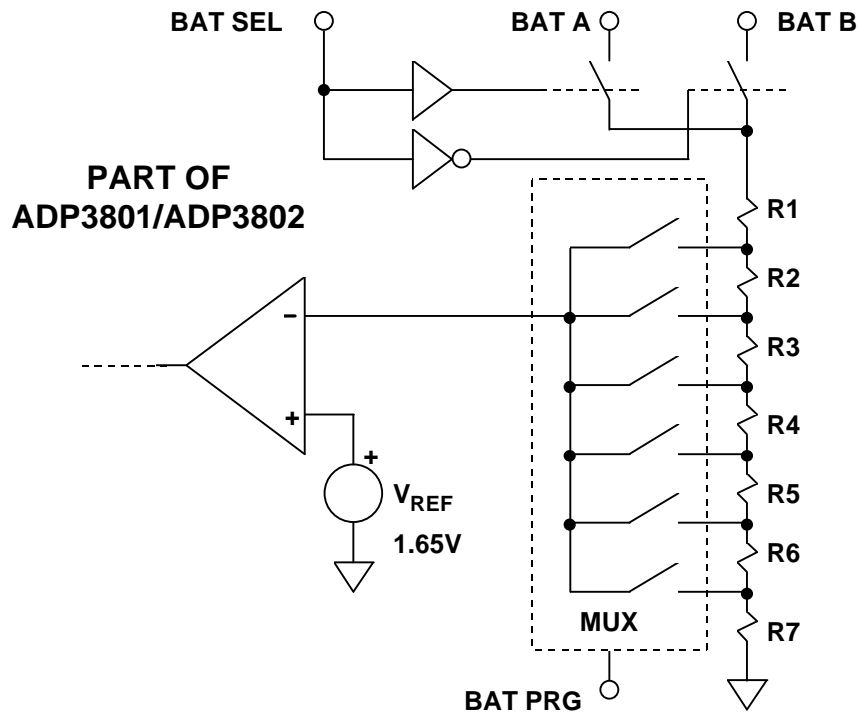 BAT SEL
BAT A
BAT B
PART OF
ADP3801/ADP3802
R1
R2
R3
R4
R5
R6
R7
-
+
+
VREF
1.65V
MUX
BAT PRG